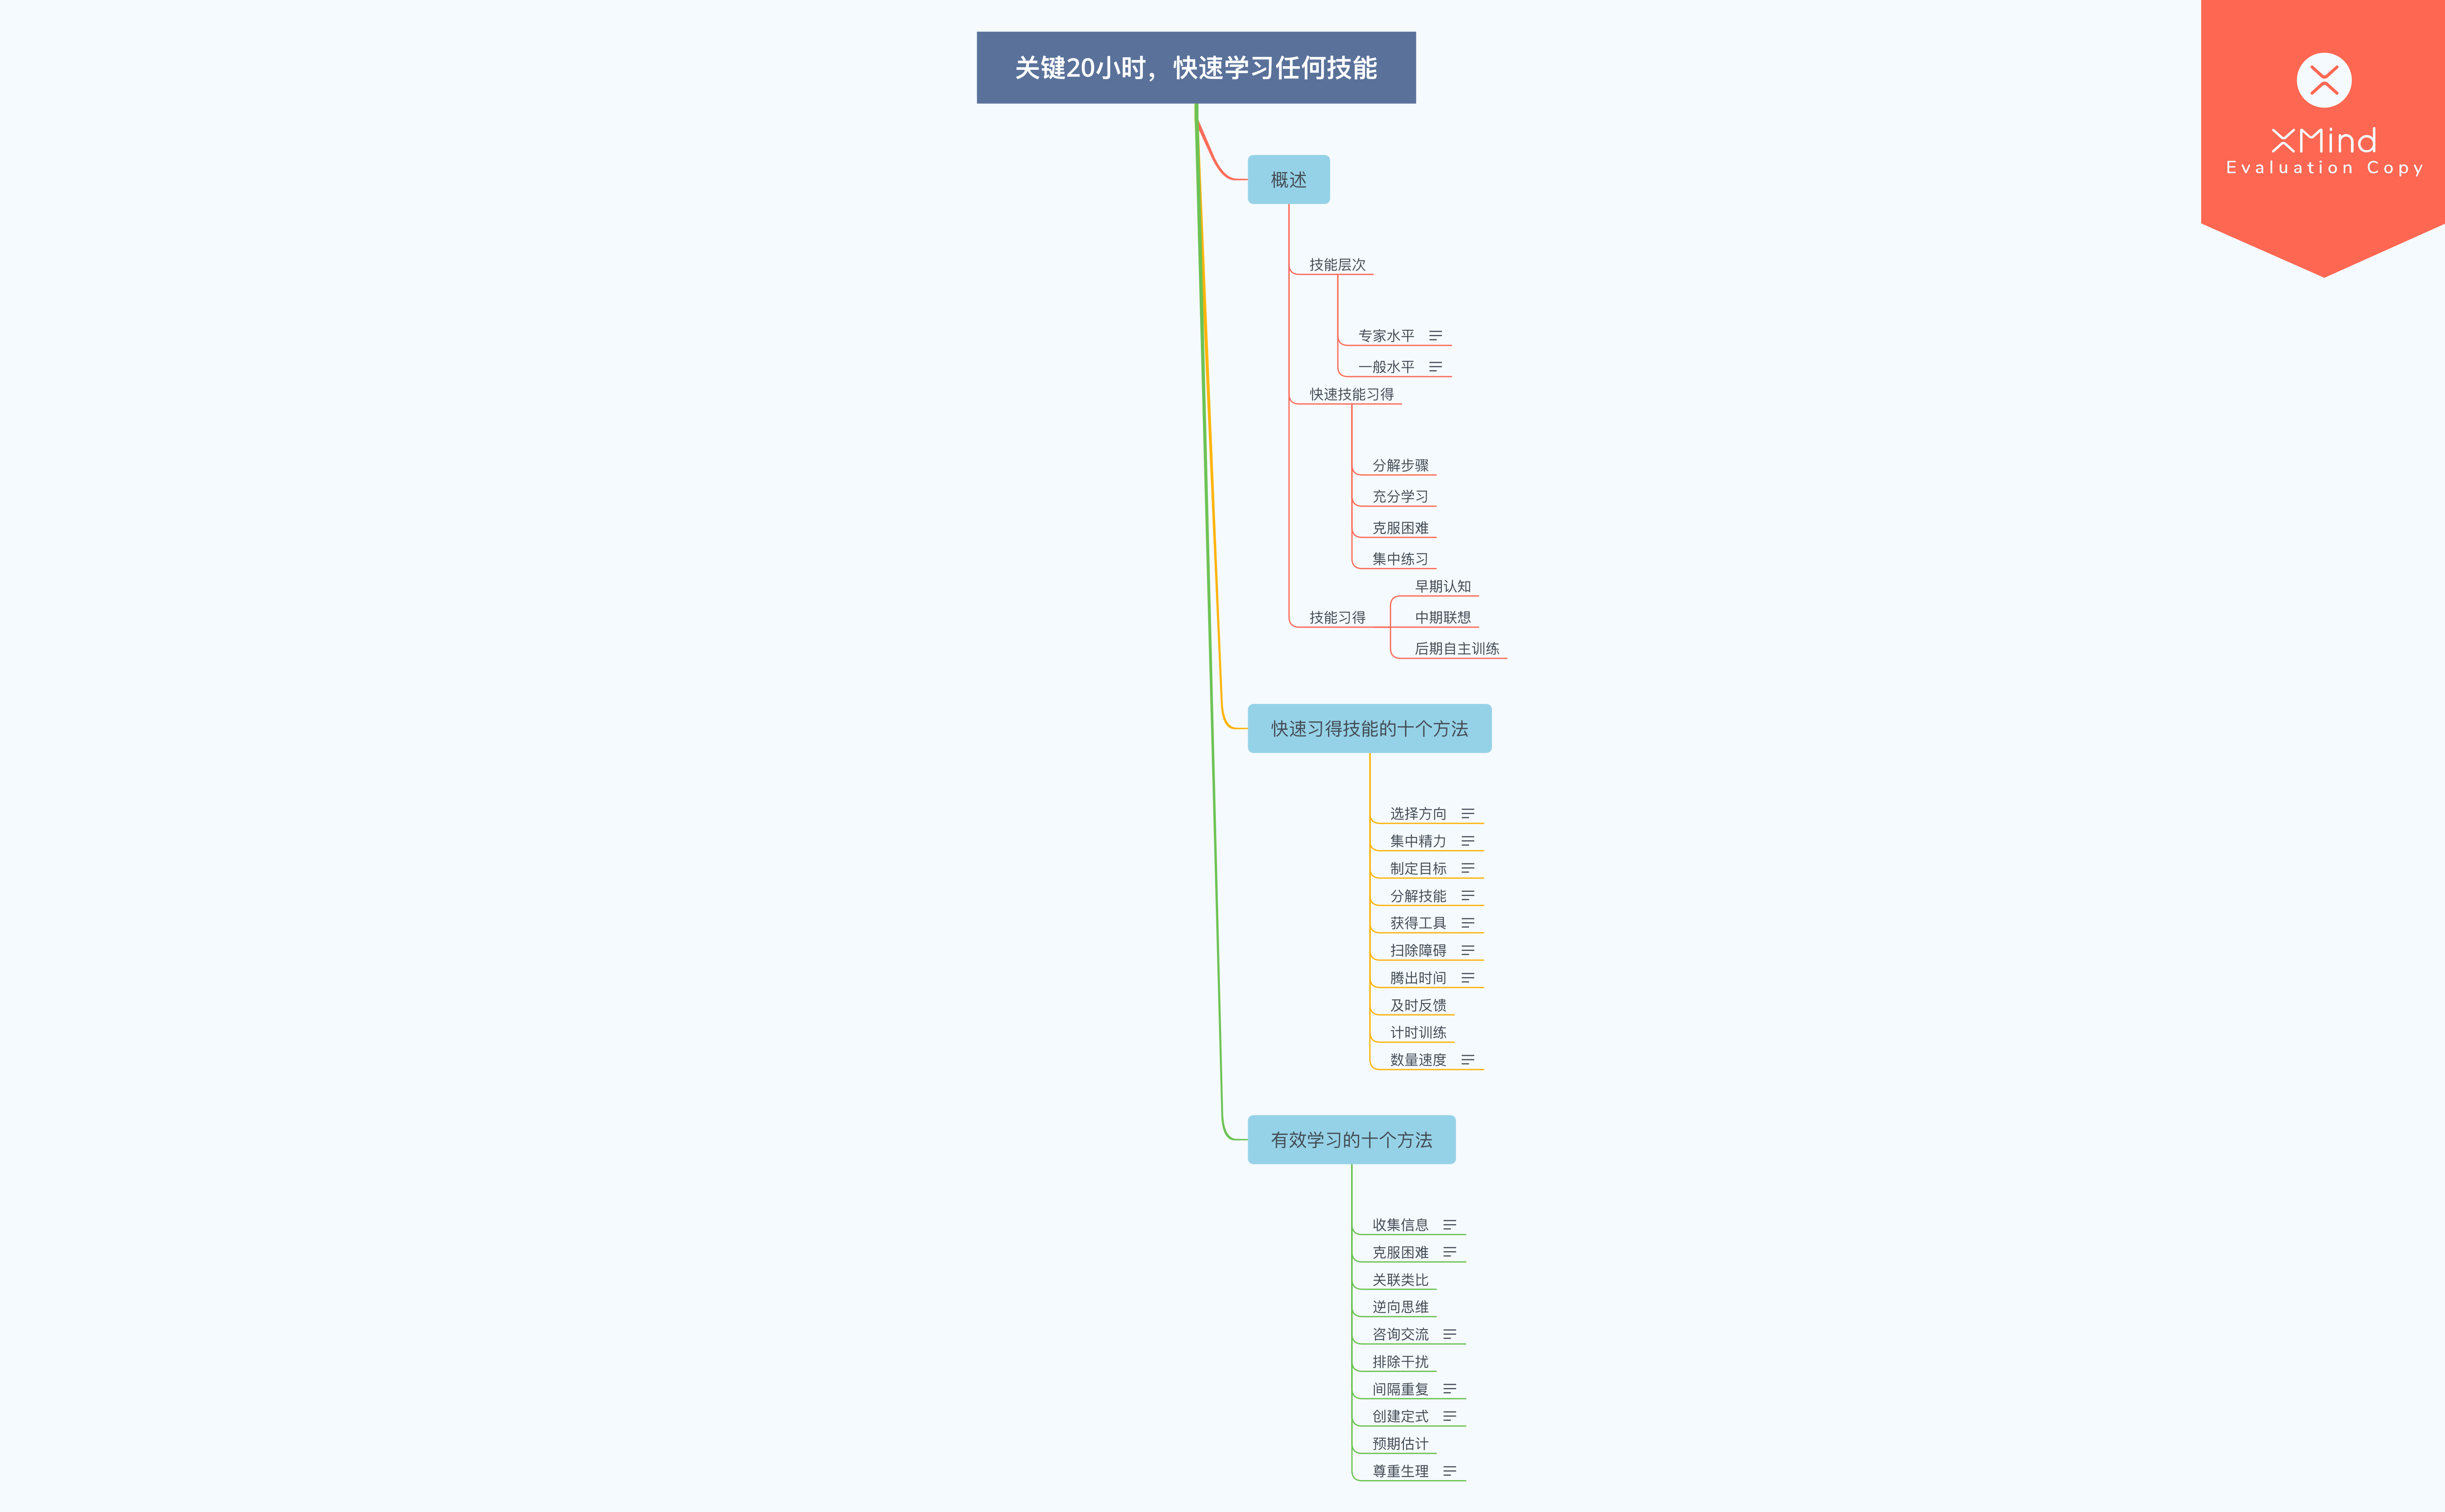 关键20小时，快速学习任何技能
XMind
Evaluation Copy
概述
技能层次
专家水平
一般水平
快速技能习得
分解步骤
充分学习
克服困难
集中练习
早期认知
技能习得
中期联想
后期自主训练
快速习得技能的十个方法
选择方向
集中精力
制定目标
分解技能
获得工具
扫除障碍
腾出时间
及时反馈
计时训练
数量速度
有效学习的十个方法
收集信息
克服困难
关联类比
逆向思维
咨询交流
排除干扰
间隔重复
创建定式
预期估计
尊重生理